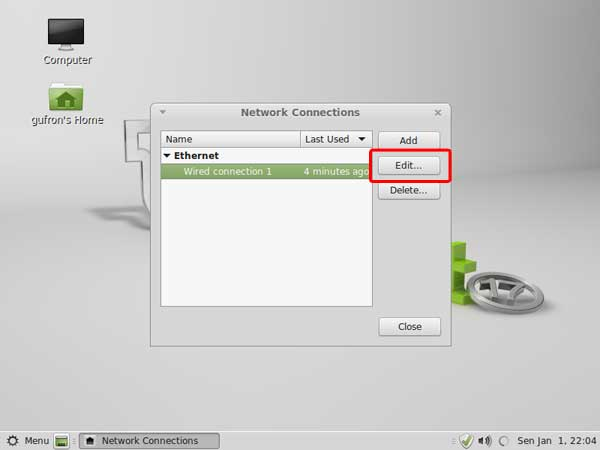 Computer
gufron's Home
Network Connections
Name
Last Used
Add
Ethernet
Edit...
Wired connection 1
4 minutes ago
Delete...
17
Close
Menu
Network Connections
Sen Jan 1, 22:04